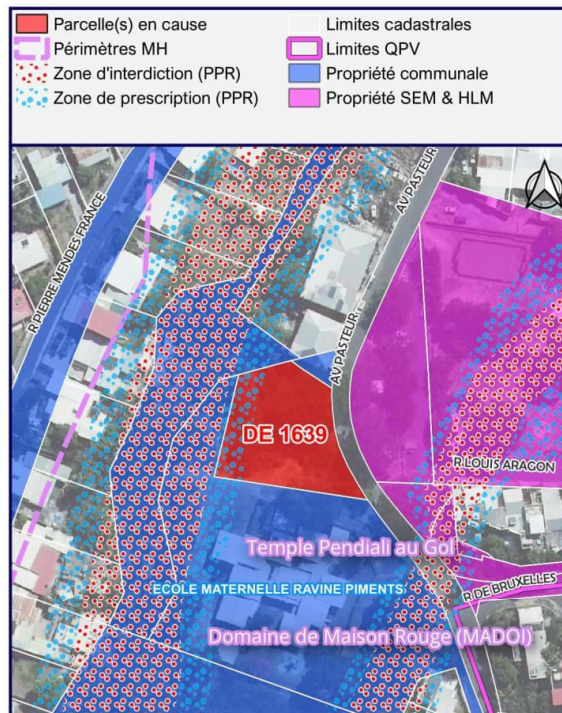 Parcelle(s) en cause
Périmètres MH
Zone d'interdiction (PPR)
Zone de prescription (PPR)
Limites cadastrales
Limites QPV
Propriété communale
Propriété SEM & HLM
R PIERRE MENDES FRANCE
AV PASTEUR
AV PASTEUR
DE 1639
R LOUIS ARAGON
Temple Pendiali au Gol
ECOLE MATERNELLE RAVINE PIMENTS
R DE BRUXELLES
Domaine de Maison Rouge (MADOI)